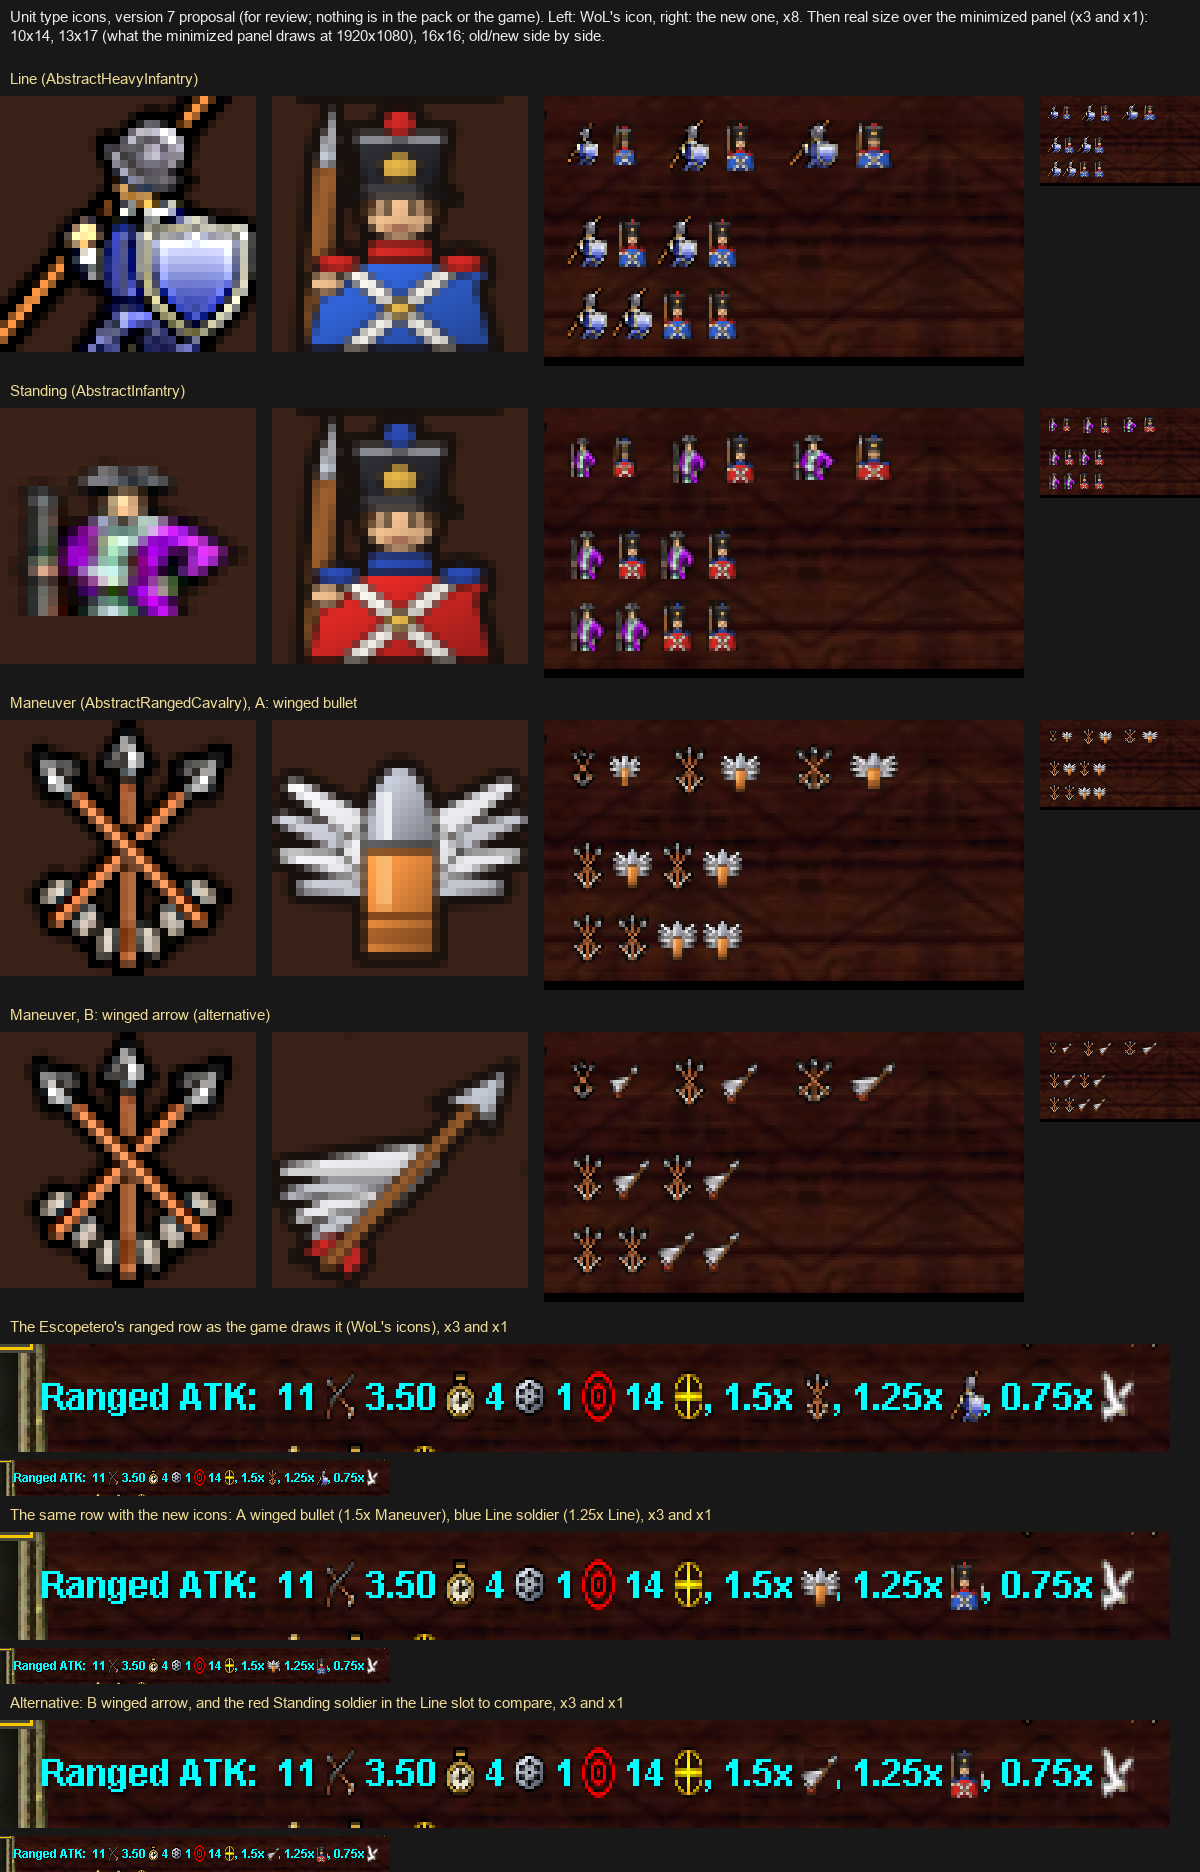 Unit type icons, version 7 proposal (for review; nothing is in the pack or the game). Left: WoL's icon, right: the new one, x8. Then real size over the minimized panel (x3 and x1):
10x14, 13x17 (what the minimized panel draws at 1920x1080), 16x16; old/new side by side.
Line (AbstractHeavyInfantry)
Standing (AbstractInfantry)
Maneuver (AbstractRangedCavalry), A: winged bullet
Maneuver, B: winged arrow (alternative)
The Escopetero's ranged row as the game draws it (WoL's icons), x3 and x1
Ranged ATK: 11 3.50 4 1 14 , 1.5x , 1.25x , 0.75x
Ranged ATK: 11 3.50 4 1 14 , 1.5x , 1.25x , 0.75x
The same row with the new icons: A winged bullet (1.5x Maneuver), blue Line soldier (1.25x Line), x3 and x1
Ranged ATK: 11 3.50 4 1 14 , 1.5x , 1.25x , 0.75x
Ranged ATK: 11 3.50 4 1 14 , 1.5x 1.25x , 0.75x
Alternative: B winged arrow, and the red Standing soldier in the Line slot to compare, x3 and x1
Ranged ATK: 11 3.50 4 1 14 , 1.5x , 1.25x , 0.75x
Ranged ATK: 11 3.50 4 1 14 , 1.5x , 1.25x , 0.75x